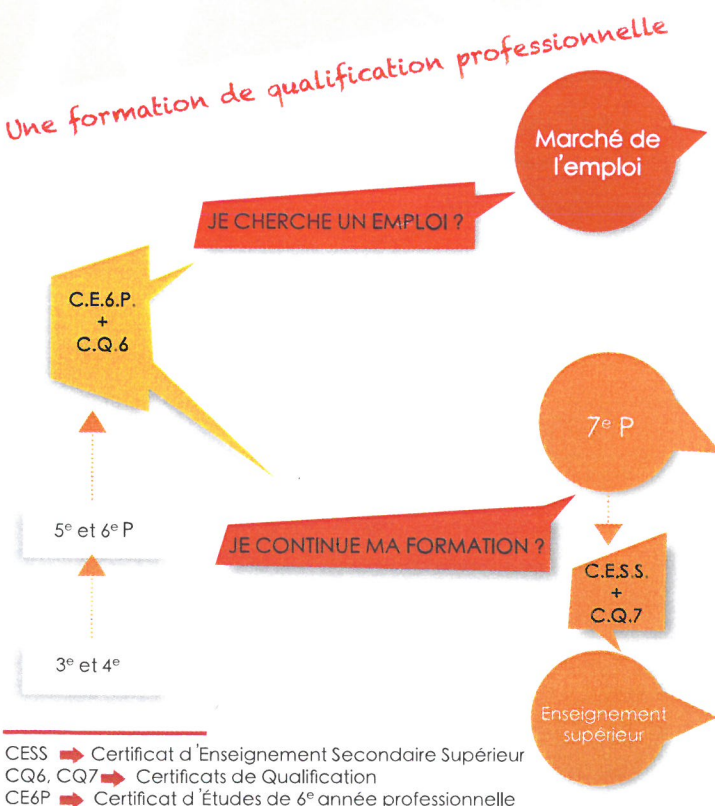 Une formation de qualification professionnelle
Marché de
l'emploi
JE CHERCHE UN EMPLOI ?
C.E.6.P.
+
C.Q.6
7e P
5e et 6e P
JE CONTINUE MA FORMATION ?
C.E.S.S.
+
C.Q.7
3e et 4e
Enseignement
supérieur
CESS ➡ Certificat d'Enseignement Secondaire Supérieur
CQ6, CQ7 ➡ Certificats de Qualification
CE6P ➡ Certificat d'Études de 6e année professionnelle